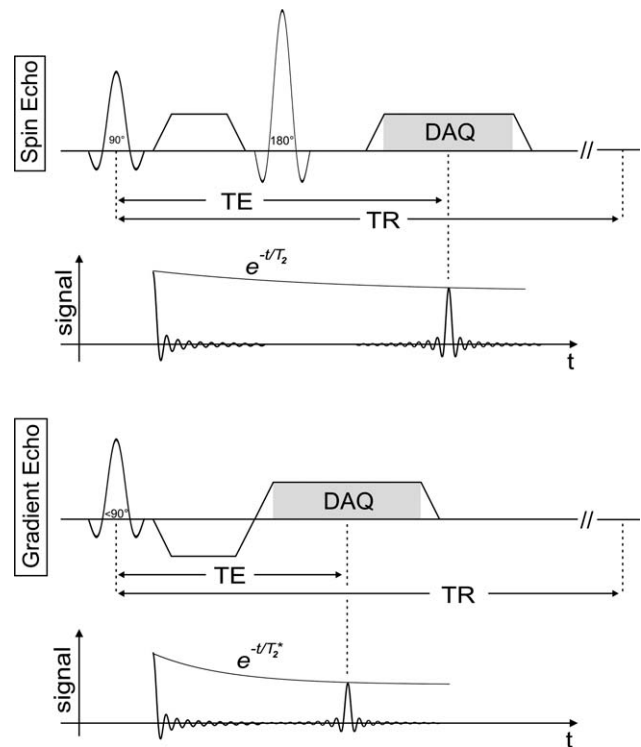 Spin Echo
90°
180°
DAQ
//
TE
TR
signal
e^-t/T₂
t
Gradient Echo
<90°
DAQ
//
TE
TR
signal
e^-t/T₂*
t